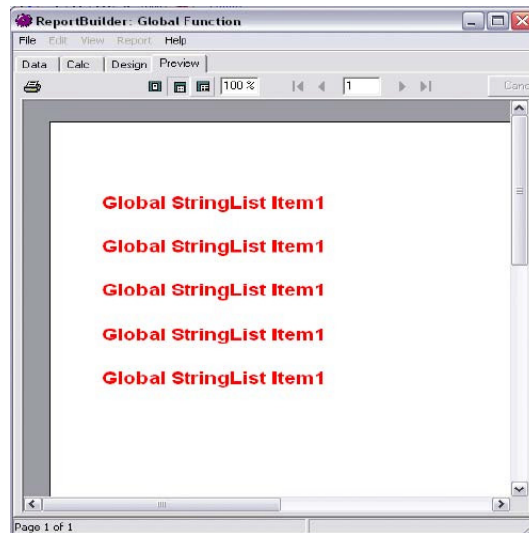 ReportBuilder: Global Function
File Edit View Report Help
Data Calc Design Preview
100 % 1 Canc
Global StringList Item1
Global StringList Item1
Global StringList Item1
Global StringList Item1
Global StringList Item1
Page 1 of 1